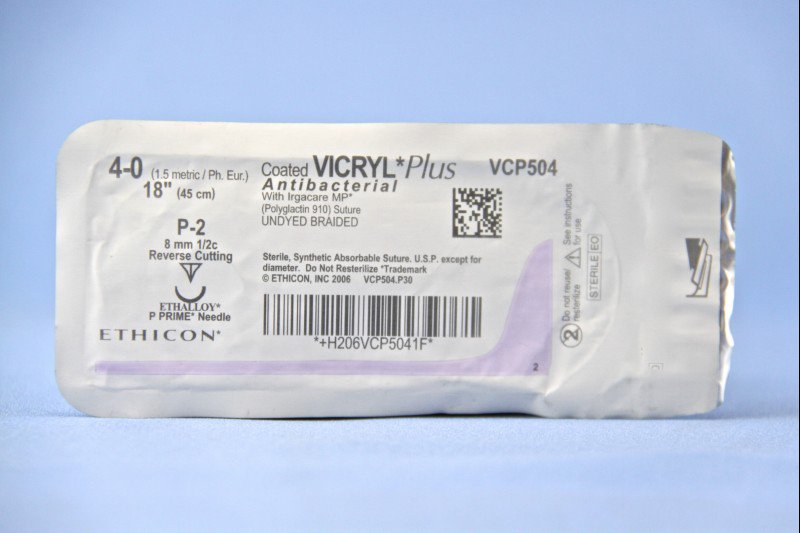 4-0 (1.5 metric / Ph. Eur.)
18" (45 cm)
P-2
8 mm 1/2c
Reverse Cutting
ETHALLOY*
P PRIME* Needle
ETHICON*
Coated VICRYL*Plus VCP504
Antibacterial
With Irgacare MP*
(Polyglactin 910) Suture
UNDYED BRAIDED
Sterile, Synthetic Absorbable Suture. U.S.P. except for
diameter. Do Not Resterilize *Trademark
© ETHICON, INC 2006 VCP504.P30
*+H206VCP5041F*
2
2 Do not reuse/
resterilize
See instructions
for use
STERILE EO